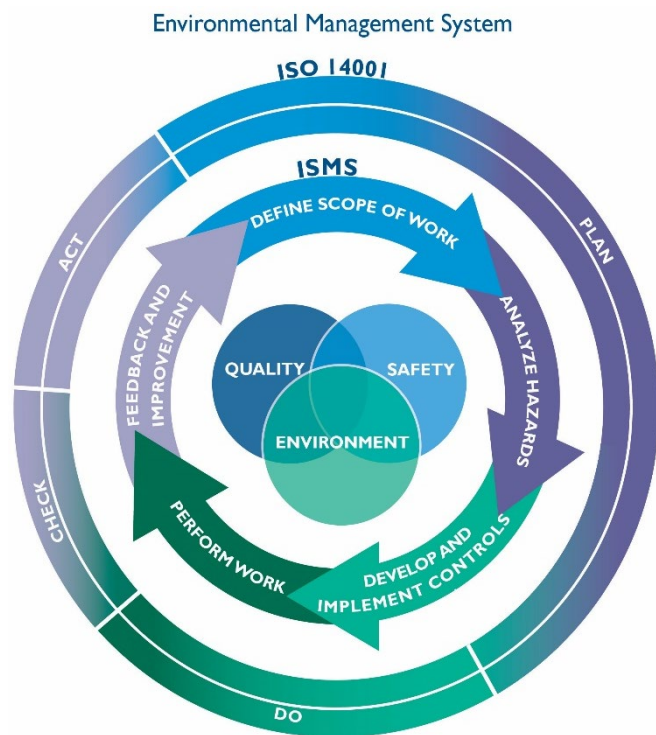 Environmental Management System
ISO 14001
ISMS
DEFINE SCOPE OF WORK
PLAN
ACT
ANALYZE HAZARDS
FEEDBACK AND
IMPROVEMENT
QUALITY
SAFETY
ENVIRONMENT
CHECK
PERFORM WORK
DEVELOP AND
IMPLEMENT CONTROLS
DO